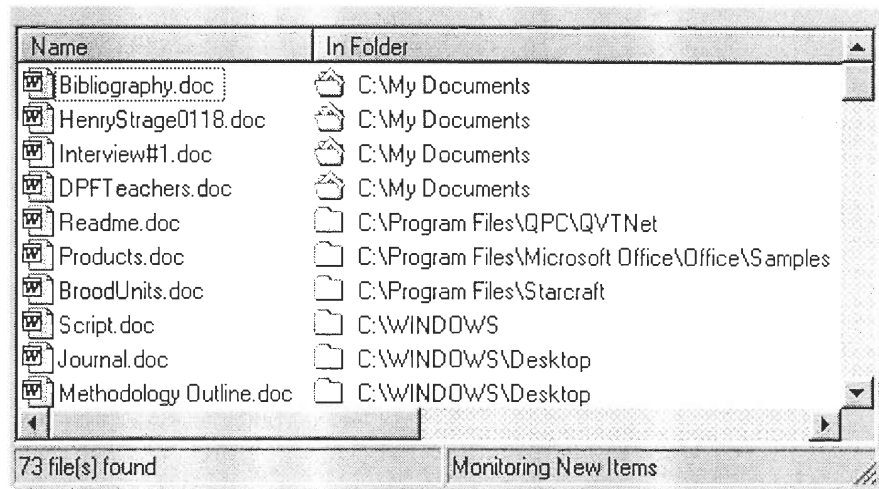 Name In Folder
Bibliography.doc C:\My Documents
HenryStrage0118.doc C:\My Documents
Interview#1.doc C:\My Documents
DPFTeachers.doc C:\My Documents
Readme.doc C:\Program Files\QPC\QVTNet
Products.doc C:\Program Files\Microsoft Office\Office\Samples
BroodUnits.doc C:\Program Files\Starcraft
Script.doc C:\WINDOWS
Journal.doc C:\WINDOWS\Desktop
Methodology Outline.doc C:\WINDOWS\Desktop
73 file(s) found Monitoring New Items